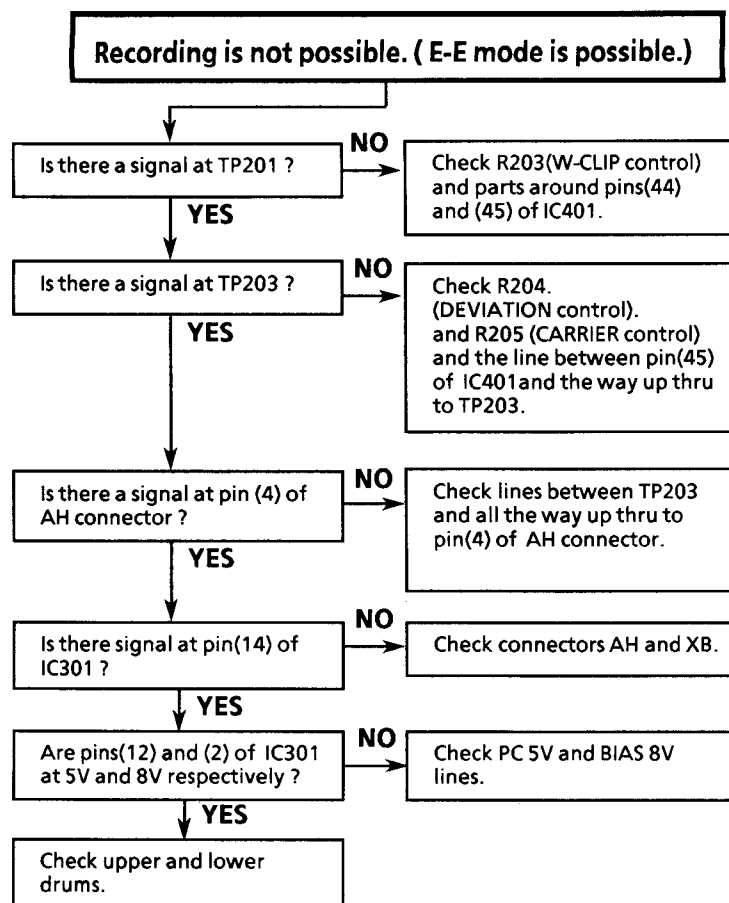 Recording is not possible. ( E-E mode is possible.)
Is there a signal at TP201 ?
NO
Check R203(W-CLIP control)
and parts around pins(44)
and (45) of IC401.
YES
Is there a signal at TP203 ?
NO
Check R204.
(DEVIATION control).
and R205 (CARRIER control)
and the line between pin(45)
of IC401and the way up thru
to TP203.
YES
Is there a signal at pin (4) of
AH connector ?
NO
Check lines between TP203
and all the way up thru to
pin(4) of AH connector.
YES
Is there signal at pin(14) of
IC301 ?
NO
Check connectors AH and XB.
YES
Are pins(12) and (2) of IC301
at 5V and 8V respectively ?
NO
Check PC 5V and BIAS 8V
lines.
YES
Check upper and lower
drums.